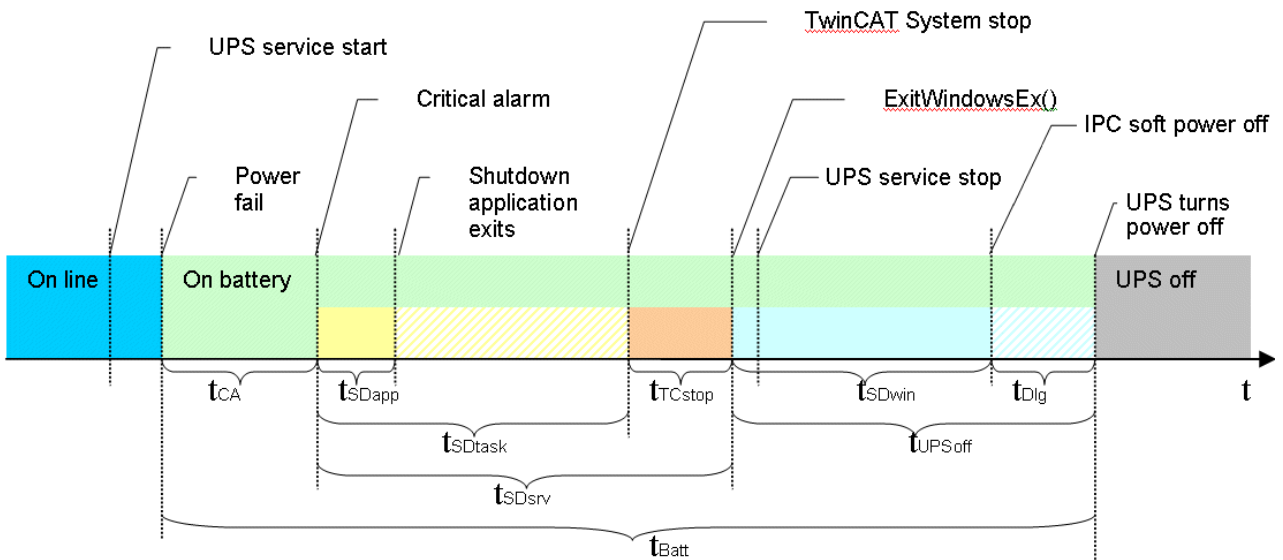 TwinCAT System stop
UPS service start
Critical alarm
ExitWindowsEx()
IPC soft power off
Power
fail
Shutdown
application
exits
UPS service stop
UPS turns
power off
On line
On battery
UPS off
tCA
tSDapp
tTCstop
tSDwin
tDlg
t
tSDtask
tUPSoff
tSDsrv
tBatt